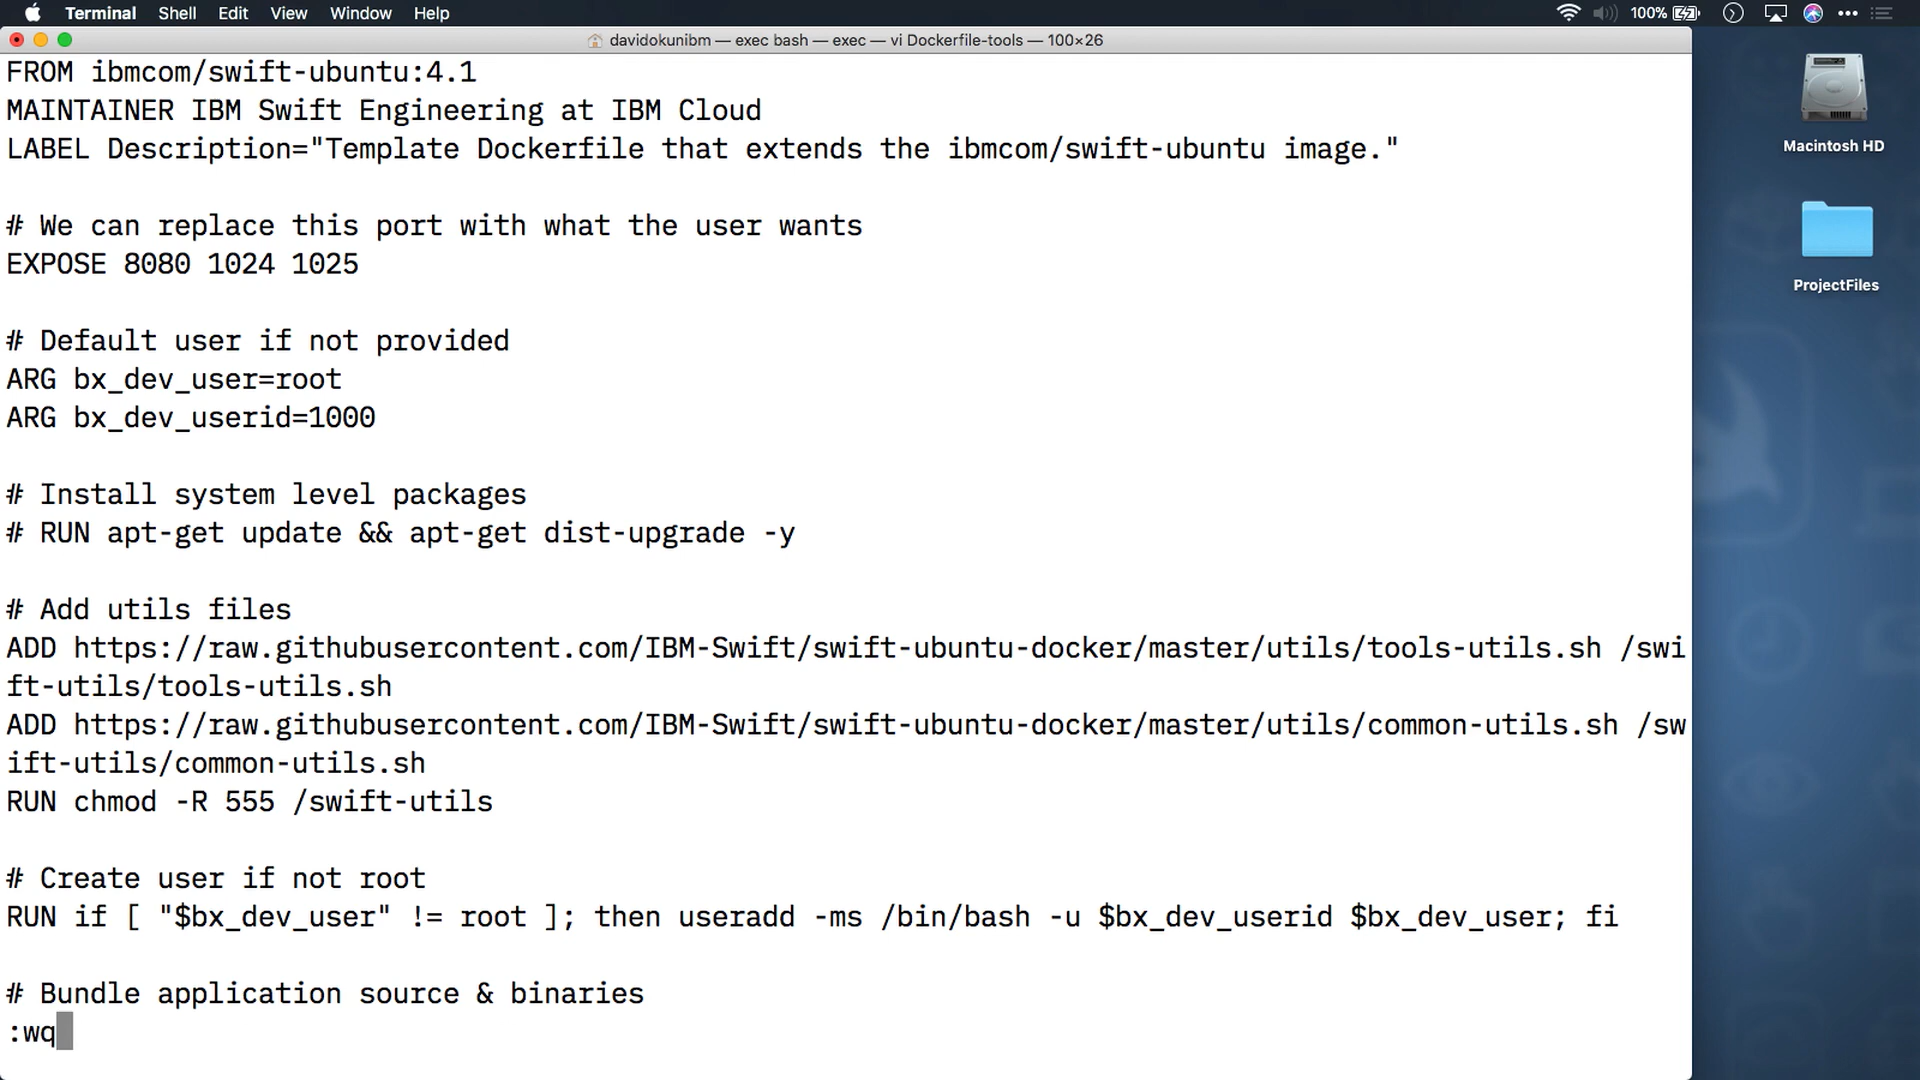 Terminal Shell Edit View Window Help 100%
davidokunibm — exec bash — exec — vi Dockerfile-tools — 100×26
FROM ibmcom/swift-ubuntu:4.1
MAINTAINER IBM Swift Engineering at IBM Cloud
LABEL Description="Template Dockerfile that extends the ibmcom/swift-ubuntu image."
# We can replace this port with what the user wants
EXPOSE 8080 1024 1025
# Default user if not provided
ARG bx_dev_user=root
ARG bx_dev_userid=1000
# Install system level packages
# RUN apt-get update && apt-get dist-upgrade -y
# Add utils files
ADD https://raw.githubusercontent.com/IBM-Swift/swift-ubuntu-docker/master/utils/tools-utils.sh /swi
ft-utils/tools-utils.sh
ADD https://raw.githubusercontent.com/IBM-Swift/swift-ubuntu-docker/master/utils/common-utils.sh /sw
ift-utils/common-utils.sh
RUN chmod -R 555 /swift-utils
# Create user if not root
RUN if [ "$bx_dev_user" != root ]; then useradd -ms /bin/bash -u $bx_dev_userid $bx_dev_user; fi
# Bundle application source & binaries
:wq
Macintosh HD
ProjectFiles